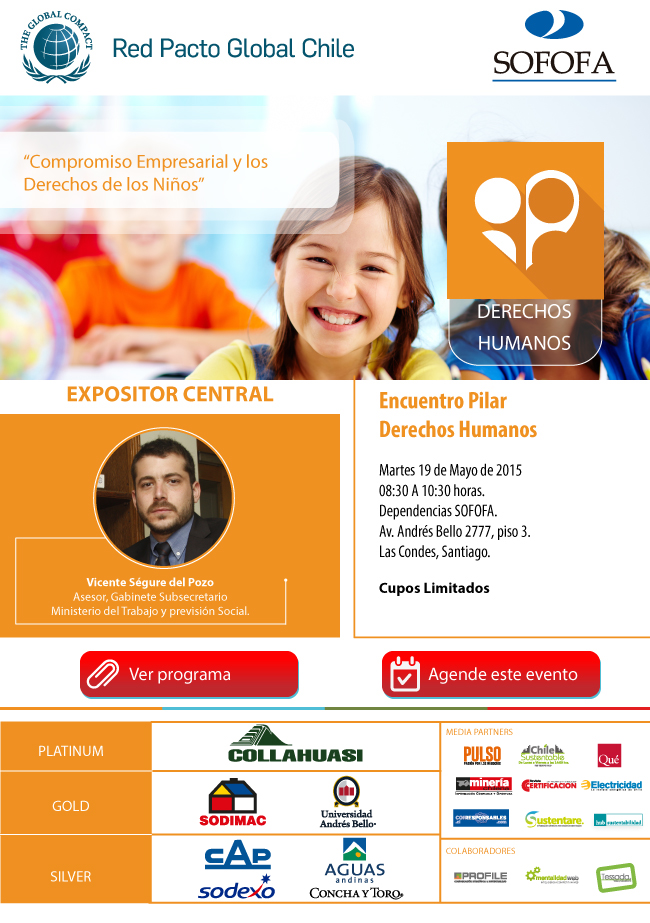 THE GLOBAL COMPACT
Red Pacto Global Chile
SOFOFA
“Compromiso Empresarial y los
Derechos de los Niños”
DERECHOS
HUMANOS
EXPOSITOR CENTRAL
Vicente Ségure del Pozo
Asesor, Gabinete Subsecretario
Ministerio del Trabajo y previsión Social.
Encuentro Pilar
Derechos Humanos
Martes 19 de Mayo de 2015
08:30 A 10:30 horas.
Dependencias SOFOFA.
Av. Andrés Bello 2777, piso 3.
Las Condes, Santiago.
Cupos Limitados
Ver programa
Agende este evento
PLATINUM
COLLAHUASI
GOLD
SODIMAC
Universidad
Andrés Bello
SILVER
CAP
sodexo
AGUAS
andinas
CONCHA Y TORO
MEDIA PARTNERS
PULSO
Chile
Sustentable
Qué
minería
CERTIFICACION
Electricidad
CORRESPONSABLES
Sustentare.
hub sustentabilidad
COLABORADORES
PROFILE
mentalidadweb
Tessada